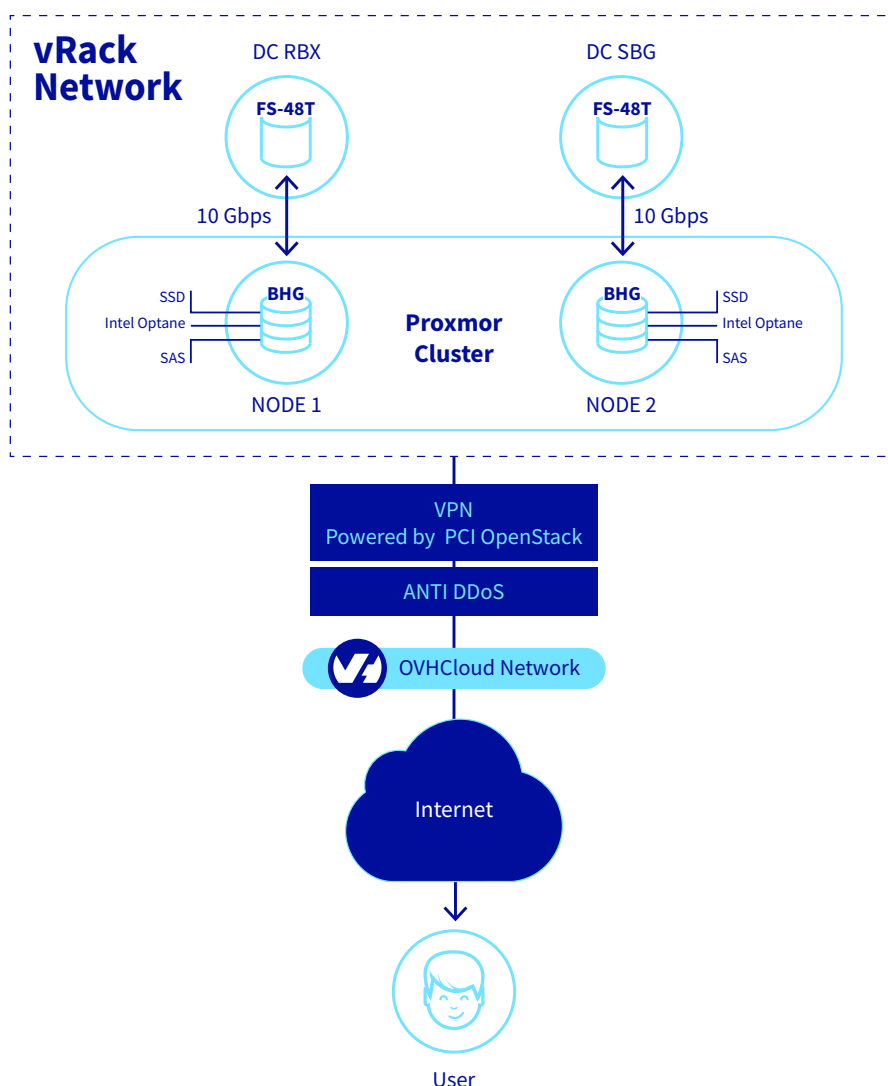 vRack
Network
DC RBX
DC SBG
FS-48T
FS-48T
10 Gbps
10 Gbps
BHG
SSD
Intel Optane
SAS
NODE 1
Proxmor
Cluster
BHG
SSD
Intel Optane
SAS
NODE 2
VPN
Powered by PCI OpenStack
ANTI DDoS
OVHCloud Network
Internet
User